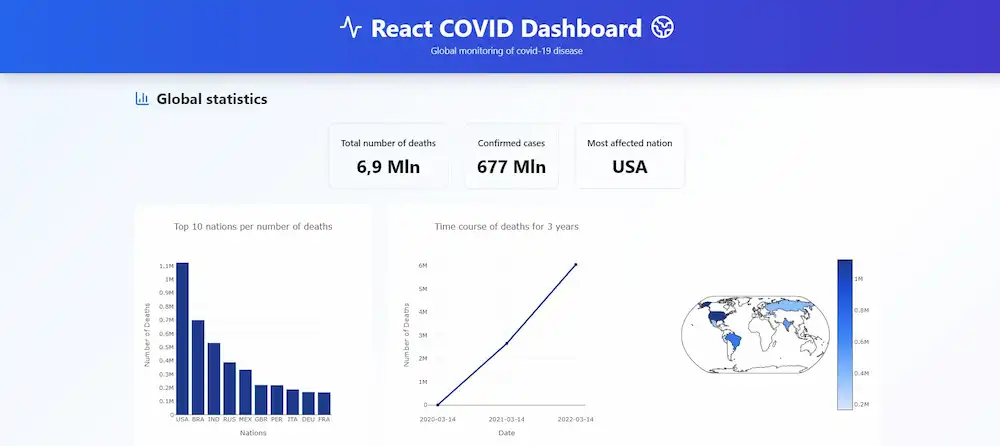 React COVID Dashboard
Global monitoring of covid-19 disease
Global statistics
Total number of deaths
6,9 Mln
Confirmed cases
677 Mln
Most affected nation
USA
Top 10 nations per number of deaths
1.1M
1M
0.9M
0.8M
0.7M
0.6M
0.5M
0.4M
0.3M
0.2M
0.1M
0
Number of Deaths
USA BRA IND RUS MEX GBR PER ITA DEU FRA
Nations
Time course of deaths for 3 years
6M
5M
4M
3M
2M
1M
0
Number of Deaths
2020-03-14 2021-03-14 2022-03-14
Date
1M
0.8M
0.6M
0.4M
0.2M